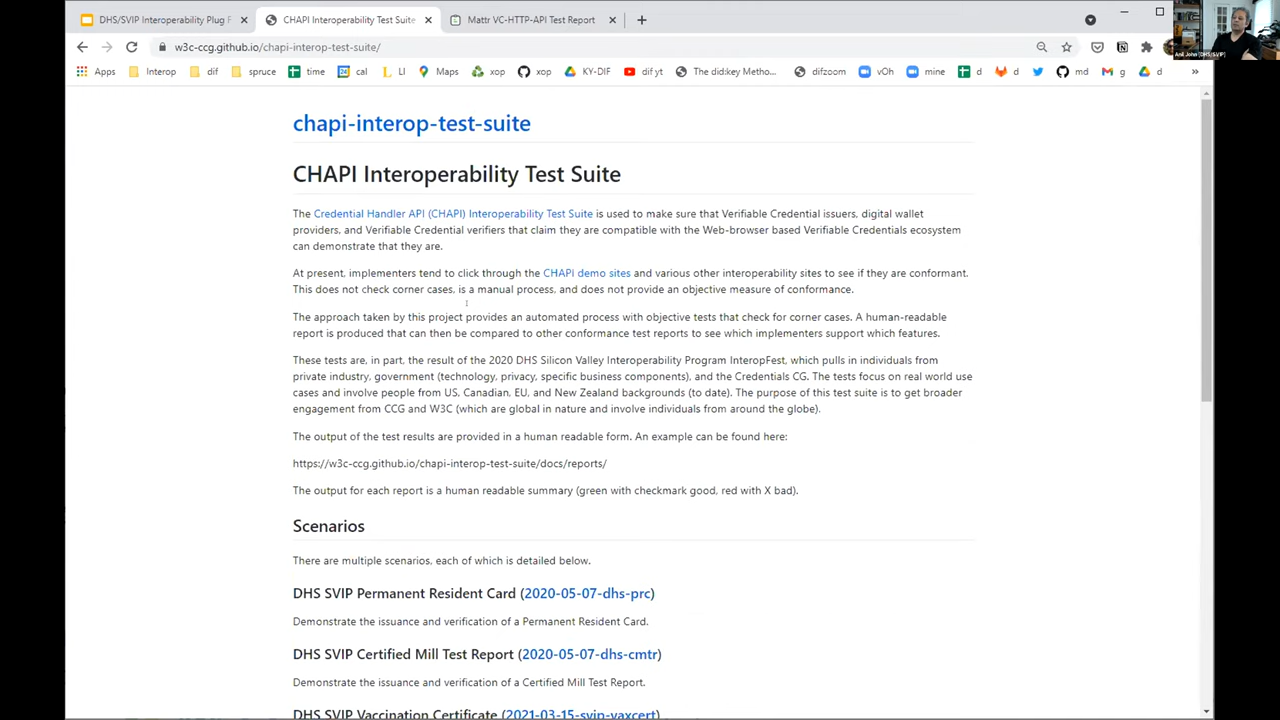 DHS/SVIP Interoperability Plug F
CHAPI Interoperability Test Suite
Mattr VC-HTTP-API Test Report
w3c-ccg.github.io/chapi-interop-test-suite/
Apps Interop dif spruce time cal LI Maps xop xop KY-DIF dif yt The did:key Metho... difzoom vOh mine d d md g d »
Anil John (DHS/SVIP)
chapi-interop-test-suite
CHAPI Interoperability Test Suite
The Credential Handler API (CHAPI) Interoperability Test Suite is used to make sure that Verifiable Credential issuers, digital wallet
providers, and Verifiable Credential verifiers that claim they are compatible with the Web-browser based Verifiable Credentials ecosystem
can demonstrate that they are.
At present, implementers tend to click through the CHAPI demo sites and various other interoperability sites to see if they are conformant.
This does not check corner cases, is a manual process, and does not provide an objective measure of conformance.
The approach taken by this project provides an automated process with objective tests that check for corner cases. A human-readable
report is produced that can then be compared to other conformance test reports to see which implementers support which features.
These tests are, in part, the result of the 2020 DHS Silicon Valley Interoperability Program InteropFest, which pulls in individuals from
private industry, government (technology, privacy, specific business components), and the Credentials CG. The tests focus on real world use
cases and involve people from US, Canadian, EU, and New Zealand backgrounds (to date). The purpose of this test suite is to get broader
engagement from CCG and W3C (which are global in nature and involve individuals from around the globe).
The output of the test results are provided in a human readable form. An example can be found here:
https://w3c-ccg.github.io/chapi-interop-test-suite/docs/reports/
The output for each report is a human readable summary (green with checkmark good, red with X bad).
Scenarios
There are multiple scenarios, each of which is detailed below.
DHS SVIP Permanent Resident Card (2020-05-07-dhs-prc)
Demonstrate the issuance and verification of a Permanent Resident Card.
DHS SVIP Certified Mill Test Report (2020-05-07-dhs-cmtr)
Demonstrate the issuance and verification of a Certified Mill Test Report.
DHS SVIP Vaccination Certificate (2021-03-15-svip-vaxcert)